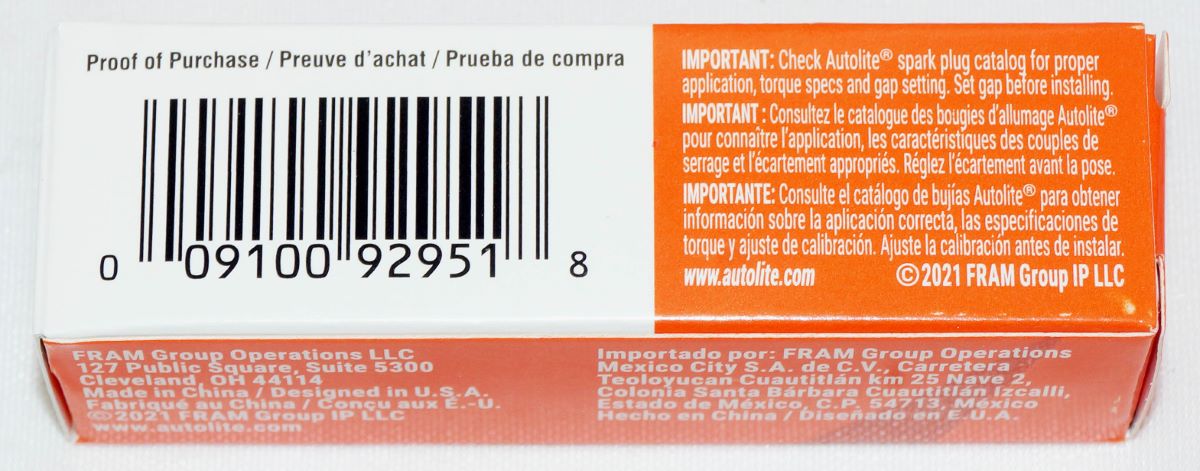 Proof of Purchase / Preuve d'achat / Prueba de compra
0 09100 92951 8
IMPORTANT: Check Autolite® spark plug catalog for proper
application, torque specs and gap setting. Set gap before installing.
IMPORTANT : Consultez le catalogue des bougies d'allumage Autolite®
pour connaître l'application, les caractéristiques des couples de
serrage et l'écartement appropriés. Réglez l'écartement avant la pose.
IMPORTANTE: Consulte el catálogo de bujías Autolite® para obtener
información sobre la aplicación correcta, las especificaciones de
torque y ajuste de calibración. Ajuste la calibración antes de instalar.
www.autolite.com ©2021 FRAM Group IP LLC
FRAM Group Operations LLC
127 Public Square, Suite 5300
Cleveland, OH 44114
Made in China / Designed in U.S.A.
Fabriqué au China / Conçu aux E.-U.
©2021 FRAM Group IP LLC
www.autolite.com
Importado por: FRAM Group Operations
Mexico City S.A. de C.V., Carretera
Teoloyucan Cuautitlán km 25 Nave 2,
Colonia Santa Bárbara Cuautitlán Izcalli,
Estado de México, C.P. 54713, México
Hecho en China / diseñado en E.U.A.